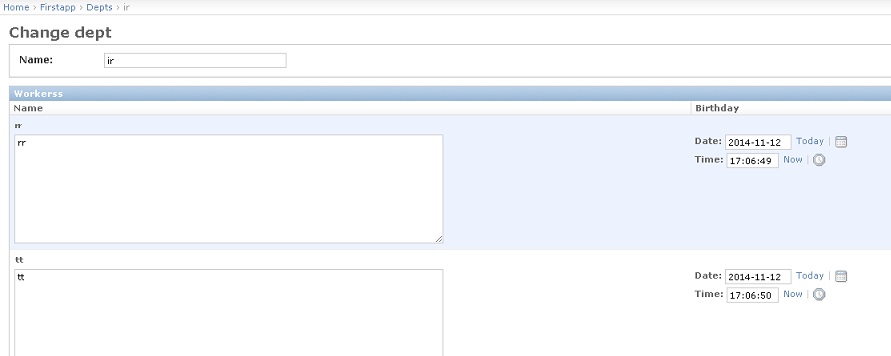 Home › Firstapp › Depts › ir
Change dept
Name: ir
Workerss
Name Birthday
rr
rr Date: 2014-11-12 Today |
Time: 17:06:49 Now |
tt
tt Date: 2014-11-12 Today |
Time: 17:06:50 Now |